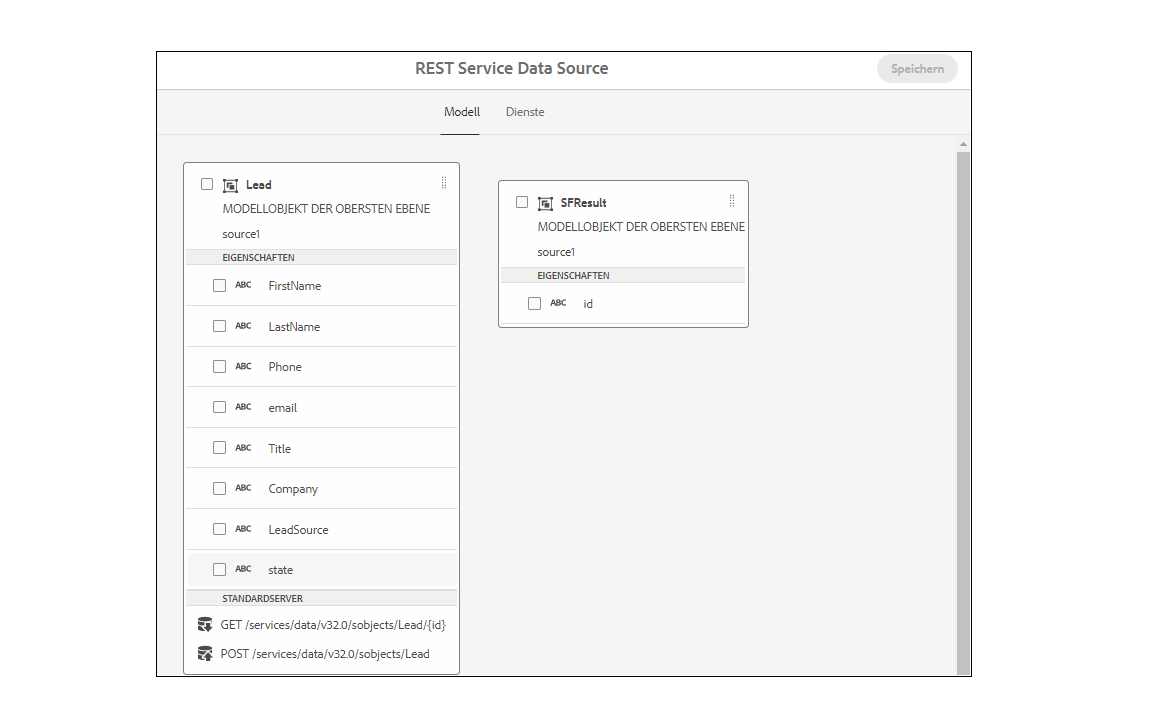 REST Service Data Source
Speichern
Modell
Dienste
Lead
MODELLOBJEKT DER OBERSTEN EBENE
source1
EIGENSCHAFTEN
ABC FirstName
ABC LastName
ABC Phone
ABC email
ABC Title
ABC Company
ABC LeadSource
ABC state
STANDARDSERVER
GET /services/data/v32.0/sobjects/Lead/{id}
POST /services/data/v32.0/sobjects/Lead
SFResult
MODELLOBJEKT DER OBERSTEN EBENE
source1
EIGENSCHAFTEN
ABC id